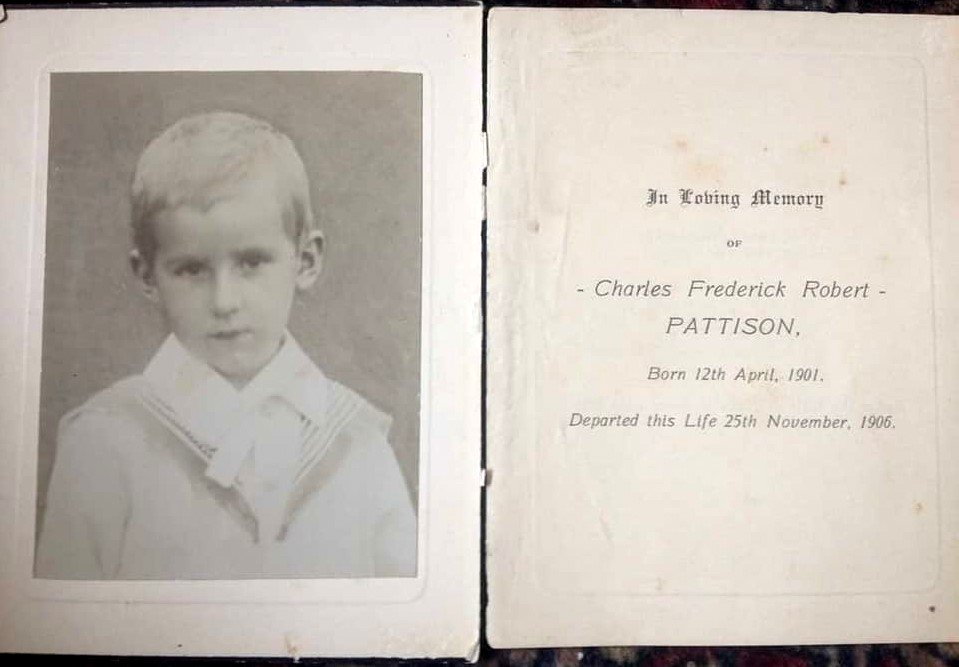 In Loving Memory
OF
- Charles Frederick Robert -
PATTISON,
Born 12th April, 1901.
Departed this Life 25th November, 1906.